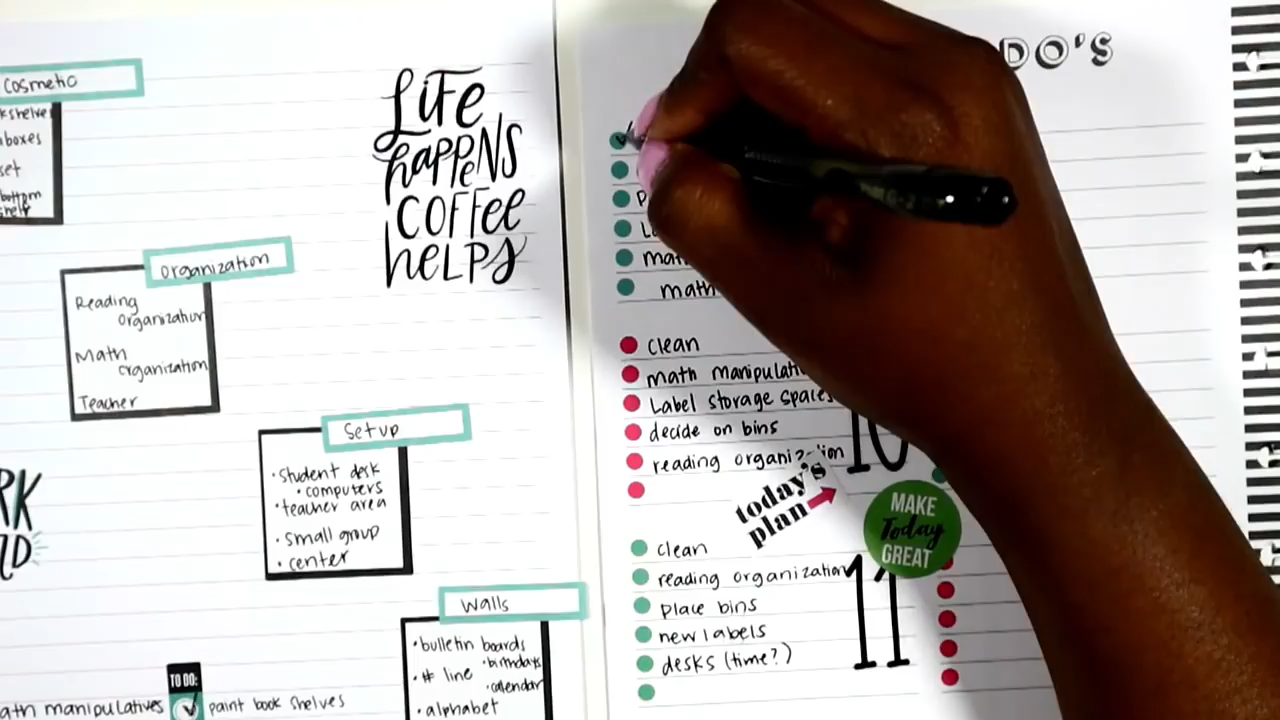 Cosmetic
boxes
set
bottom
shelf
LIFE
happens
COFFEE
HELPS
organization
Reading
organization
Math
organization
Teacher
Setup
• student desk
• computers
• teacher area
• small group
• center
Walls
• bulletin boards
• birthdays
• # line
• calendar
• alphabet
TO DO:
paint book shelves
DO'S
math
clean
Label storage spaces
decide on bins
10
reading organization
today's
plan
MAKE
Today
GREAT
clean
reading organization
11
place bins
new labels
desks (time?)